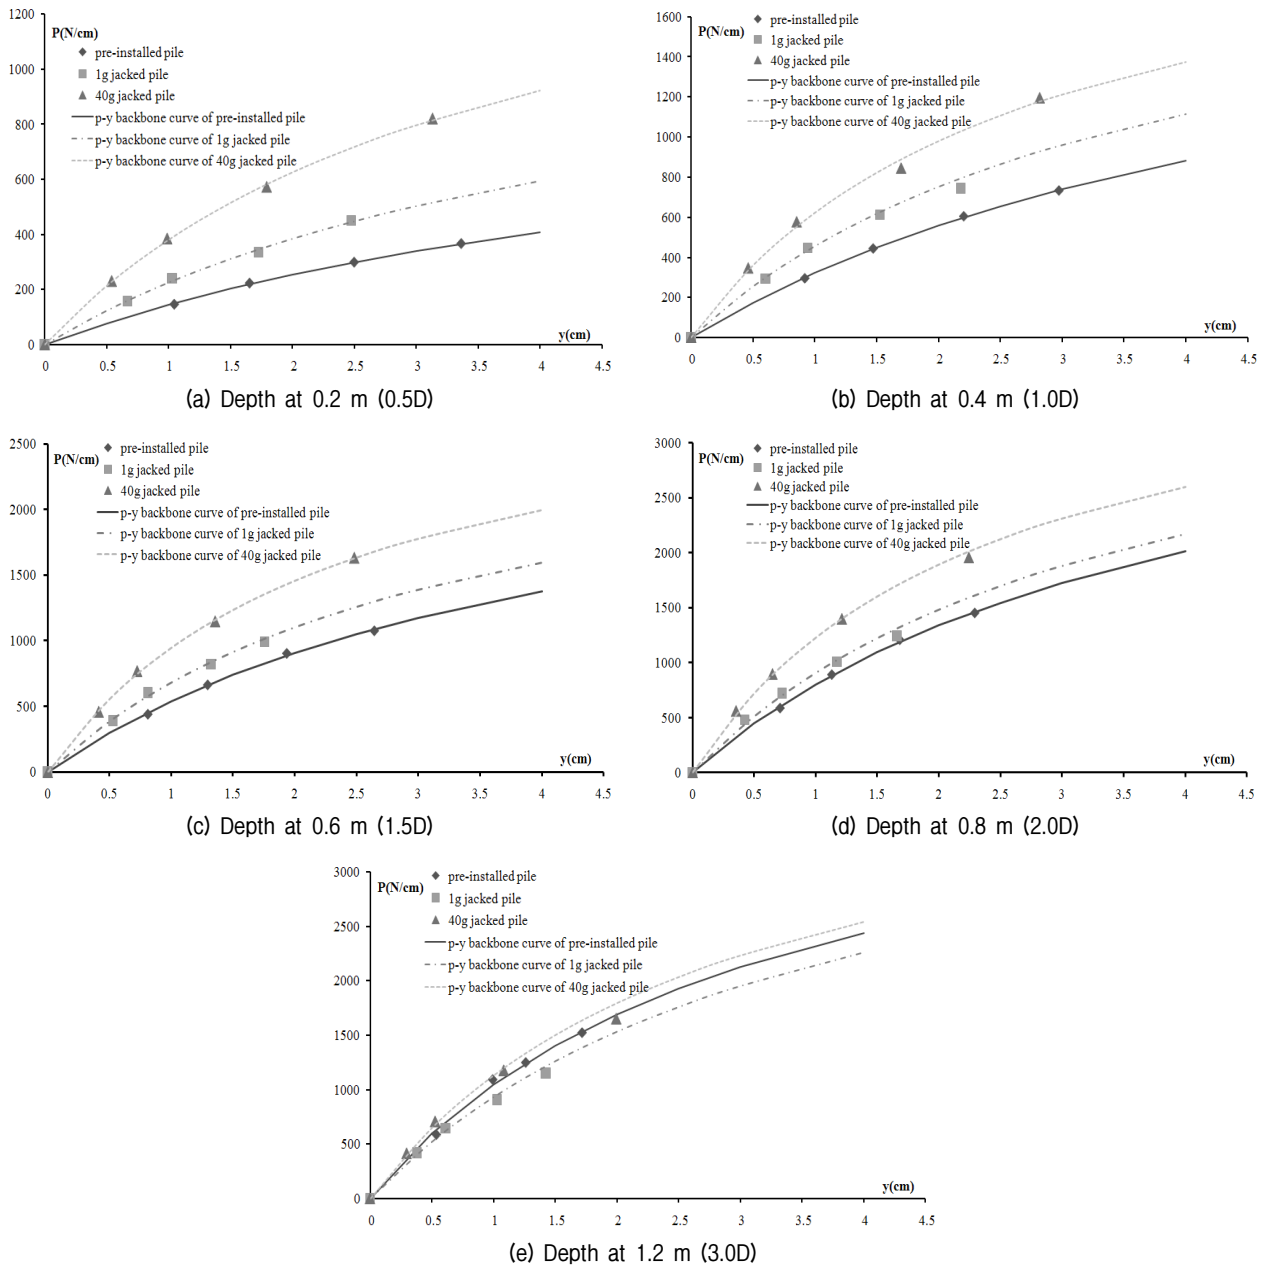 1200
1000
800
600
400
200
0
P(N/cm)
pre-installed pile
1g jacked pile
40g jacked pile
p-y backbone curve of pre-installed pile
p-y backbone curve of 1g jacked pile
p-y backbone curve of 40g jacked pile
y(cm)
0 0.5 1 1.5 2 2.5 3 3.5 4 4.5
(a) Depth at 0.2 m (0.5D)
1600
1400
1200
1000
800
600
400
200
0
P(N/cm)
pre-installed pile
1g jacked pile
40g jacked pile
p-y backbone curve of pre-installed pile
p-y backbone curve of 1g jacked pile
p-y backbone curve of 40g jacked pile
y(cm)
0 0.5 1 1.5 2 2.5 3 3.5 4 4.5
(b) Depth at 0.4 m (1.0D)
2500
2000
1500
1000
500
0
P(N/cm)
pre-installed pile
1g jacked pile
40g jacked pile
p-y backbone curve of pre-installed pile
p-y backbone curve of 1g jacked pile
p-y backbone curve of 40g jacked pile
y(cm)
0 0.5 1 1.5 2 2.5 3 3.5 4 4.5
(c) Depth at 0.6 m (1.5D)
3000
2500
2000
1500
1000
500
0
P(N/cm)
pre-installed pile
1g jacked pile
40g jacked pile
p-y backbone curve of pre-installed pile
p-y backbone curve of 1g jacked pile
p-y backbone curve of 40g jacked pile
y(cm)
0 0.5 1 1.5 2 2.5 3 3.5 4 4.5
(d) Depth at 0.8 m (2.0D)
3000
2500
2000
1500
1000
500
0
P(N/cm)
pre-installed pile
1g jacked pile
40g jacked pile
p-y backbone curve of pre-installed pile
p-y backbone curve of 1g jacked pile
p-y backbone curve of 40g jacked pile
y(cm)
0 0.5 1 1.5 2 2.5 3 3.5 4 4.5
(e) Depth at 1.2 m (3.0D)